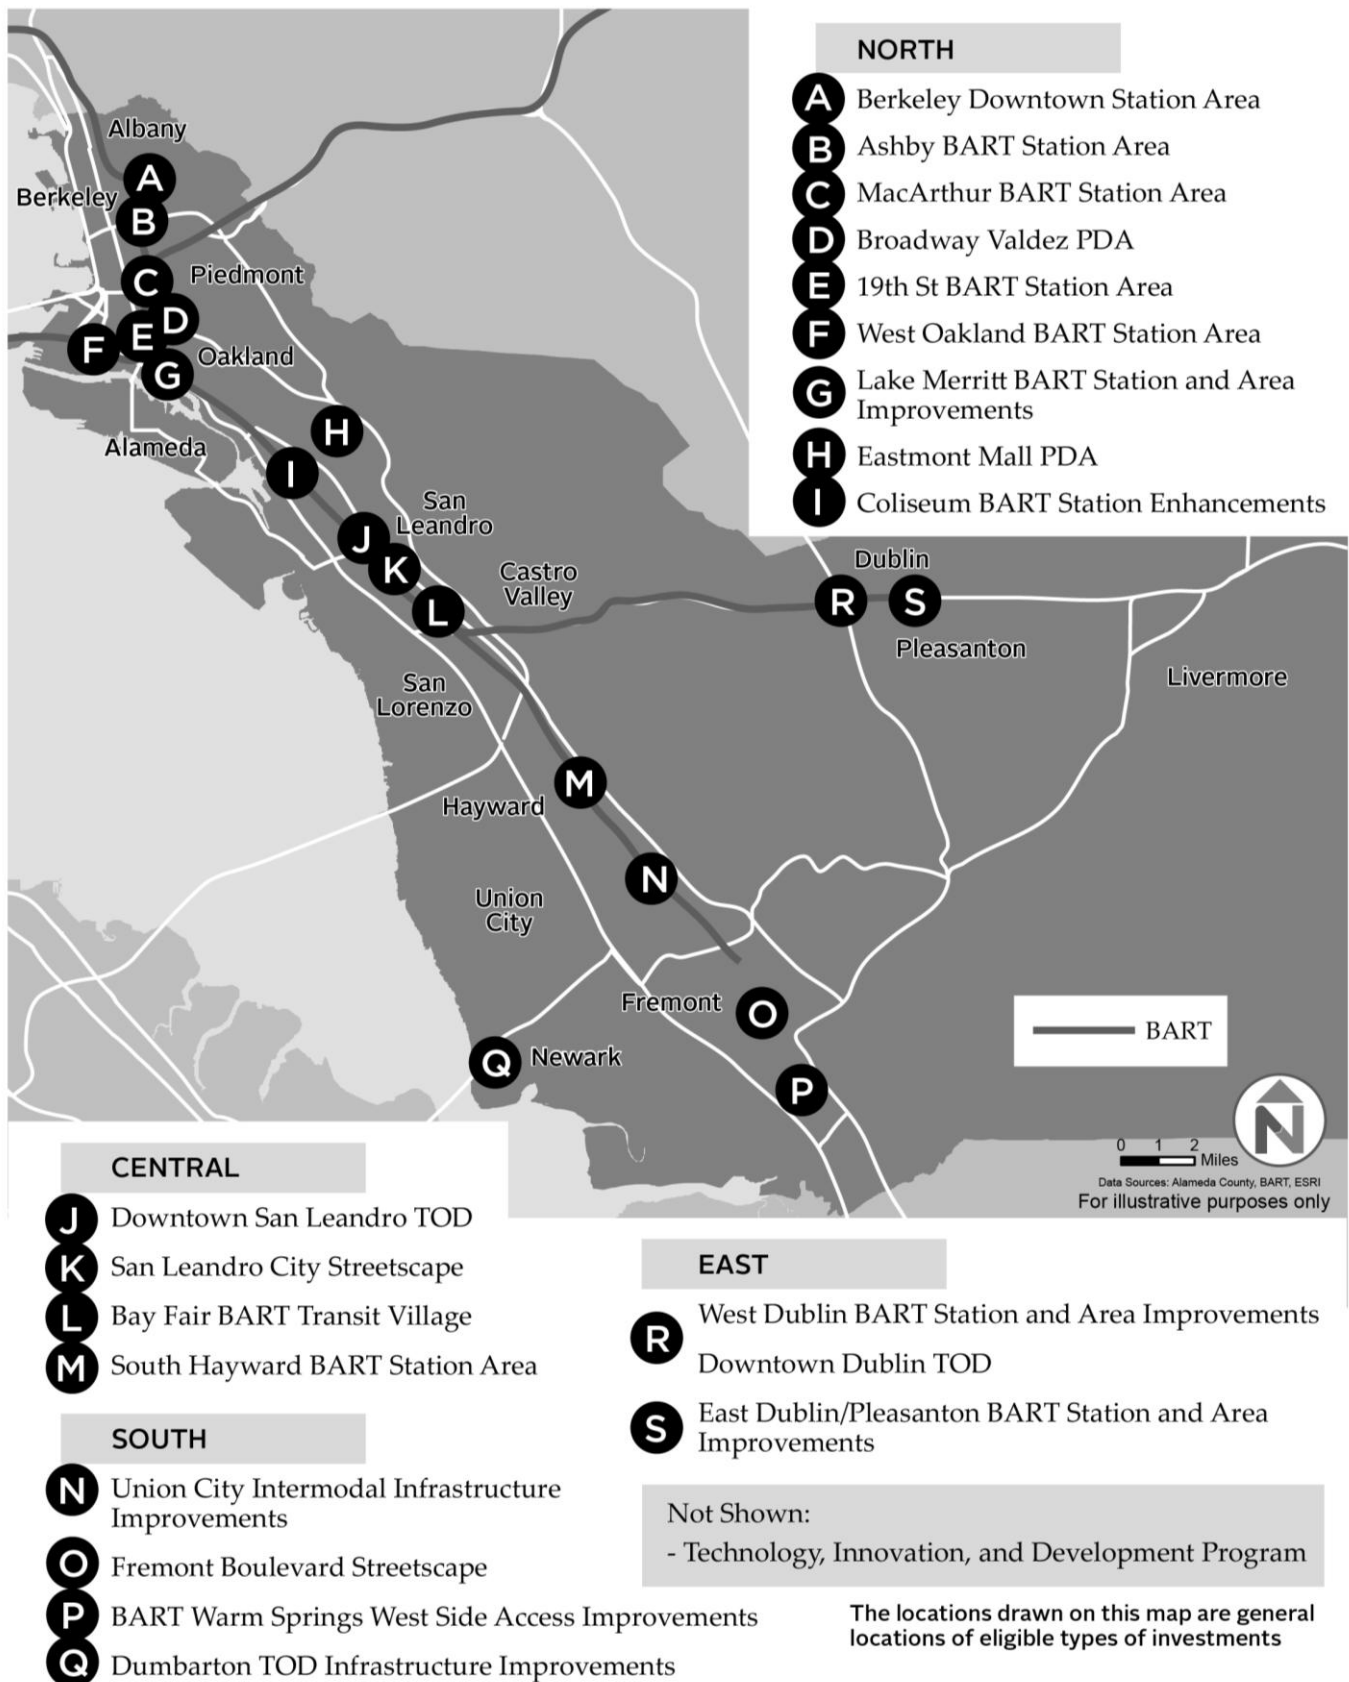 NORTH
A Berkeley Downtown Station Area
B Ashby BART Station Area
C MacArthur BART Station Area
D Broadway Valdez PDA
E 19th St BART Station Area
F West Oakland BART Station Area
G Lake Merritt BART Station and Area
Improvements
H Eastmont Mall PDA
I Coliseum BART Station Enhancements
Albany
A
Berkeley
B
C
Piedmont
D
E
F
Oakland
G
Alameda
H
I
San
Leandro
J
K
Castro
Valley
L
Dublin
R
S
Pleasanton
Livermore
San
Lorenzo
M
Hayward
N
Union
City
Fremont
O
BART
Q
Newark
P
N
0 1 2
Miles
Data Sources: Alameda County, BART, ESRI
For illustrative purposes only
CENTRAL
J Downtown San Leandro TOD
K San Leandro City Streetscape
L Bay Fair BART Transit Village
M South Hayward BART Station Area
SOUTH
N Union City Intermodal Infrastructure
Improvements
O Fremont Boulevard Streetscape
P BART Warm Springs West Side Access Improvements
Q Dumbarton TOD Infrastructure Improvements
EAST
R West Dublin BART Station and Area Improvements
Downtown Dublin TOD
S East Dublin/Pleasanton BART Station and Area
Improvements
Not Shown:
- Technology, Innovation, and Development Program
The locations drawn on this map are general
locations of eligible types of investments